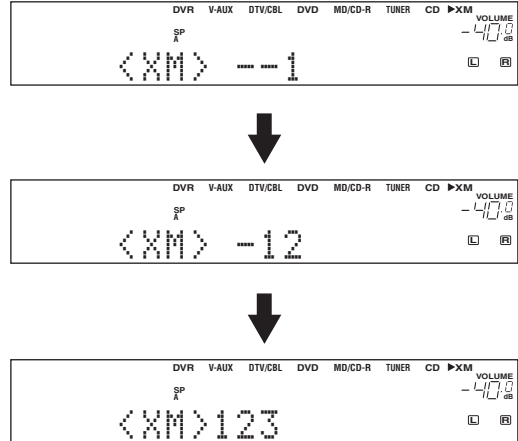 DVR V-AUX DTV/CBL DVD MD/CD-R TUNER CD ▶XM
VOLUME
SP
A
-40.0 dB
<XM> --1
L R
DVR V-AUX DTV/CBL DVD MD/CD-R TUNER CD ▶XM
VOLUME
SP
A
-40.0 dB
<XM> -12
L R
DVR V-AUX DTV/CBL DVD MD/CD-R TUNER CD ▶XM
VOLUME
SP
A
-40.0 dB
<XM>123
L R